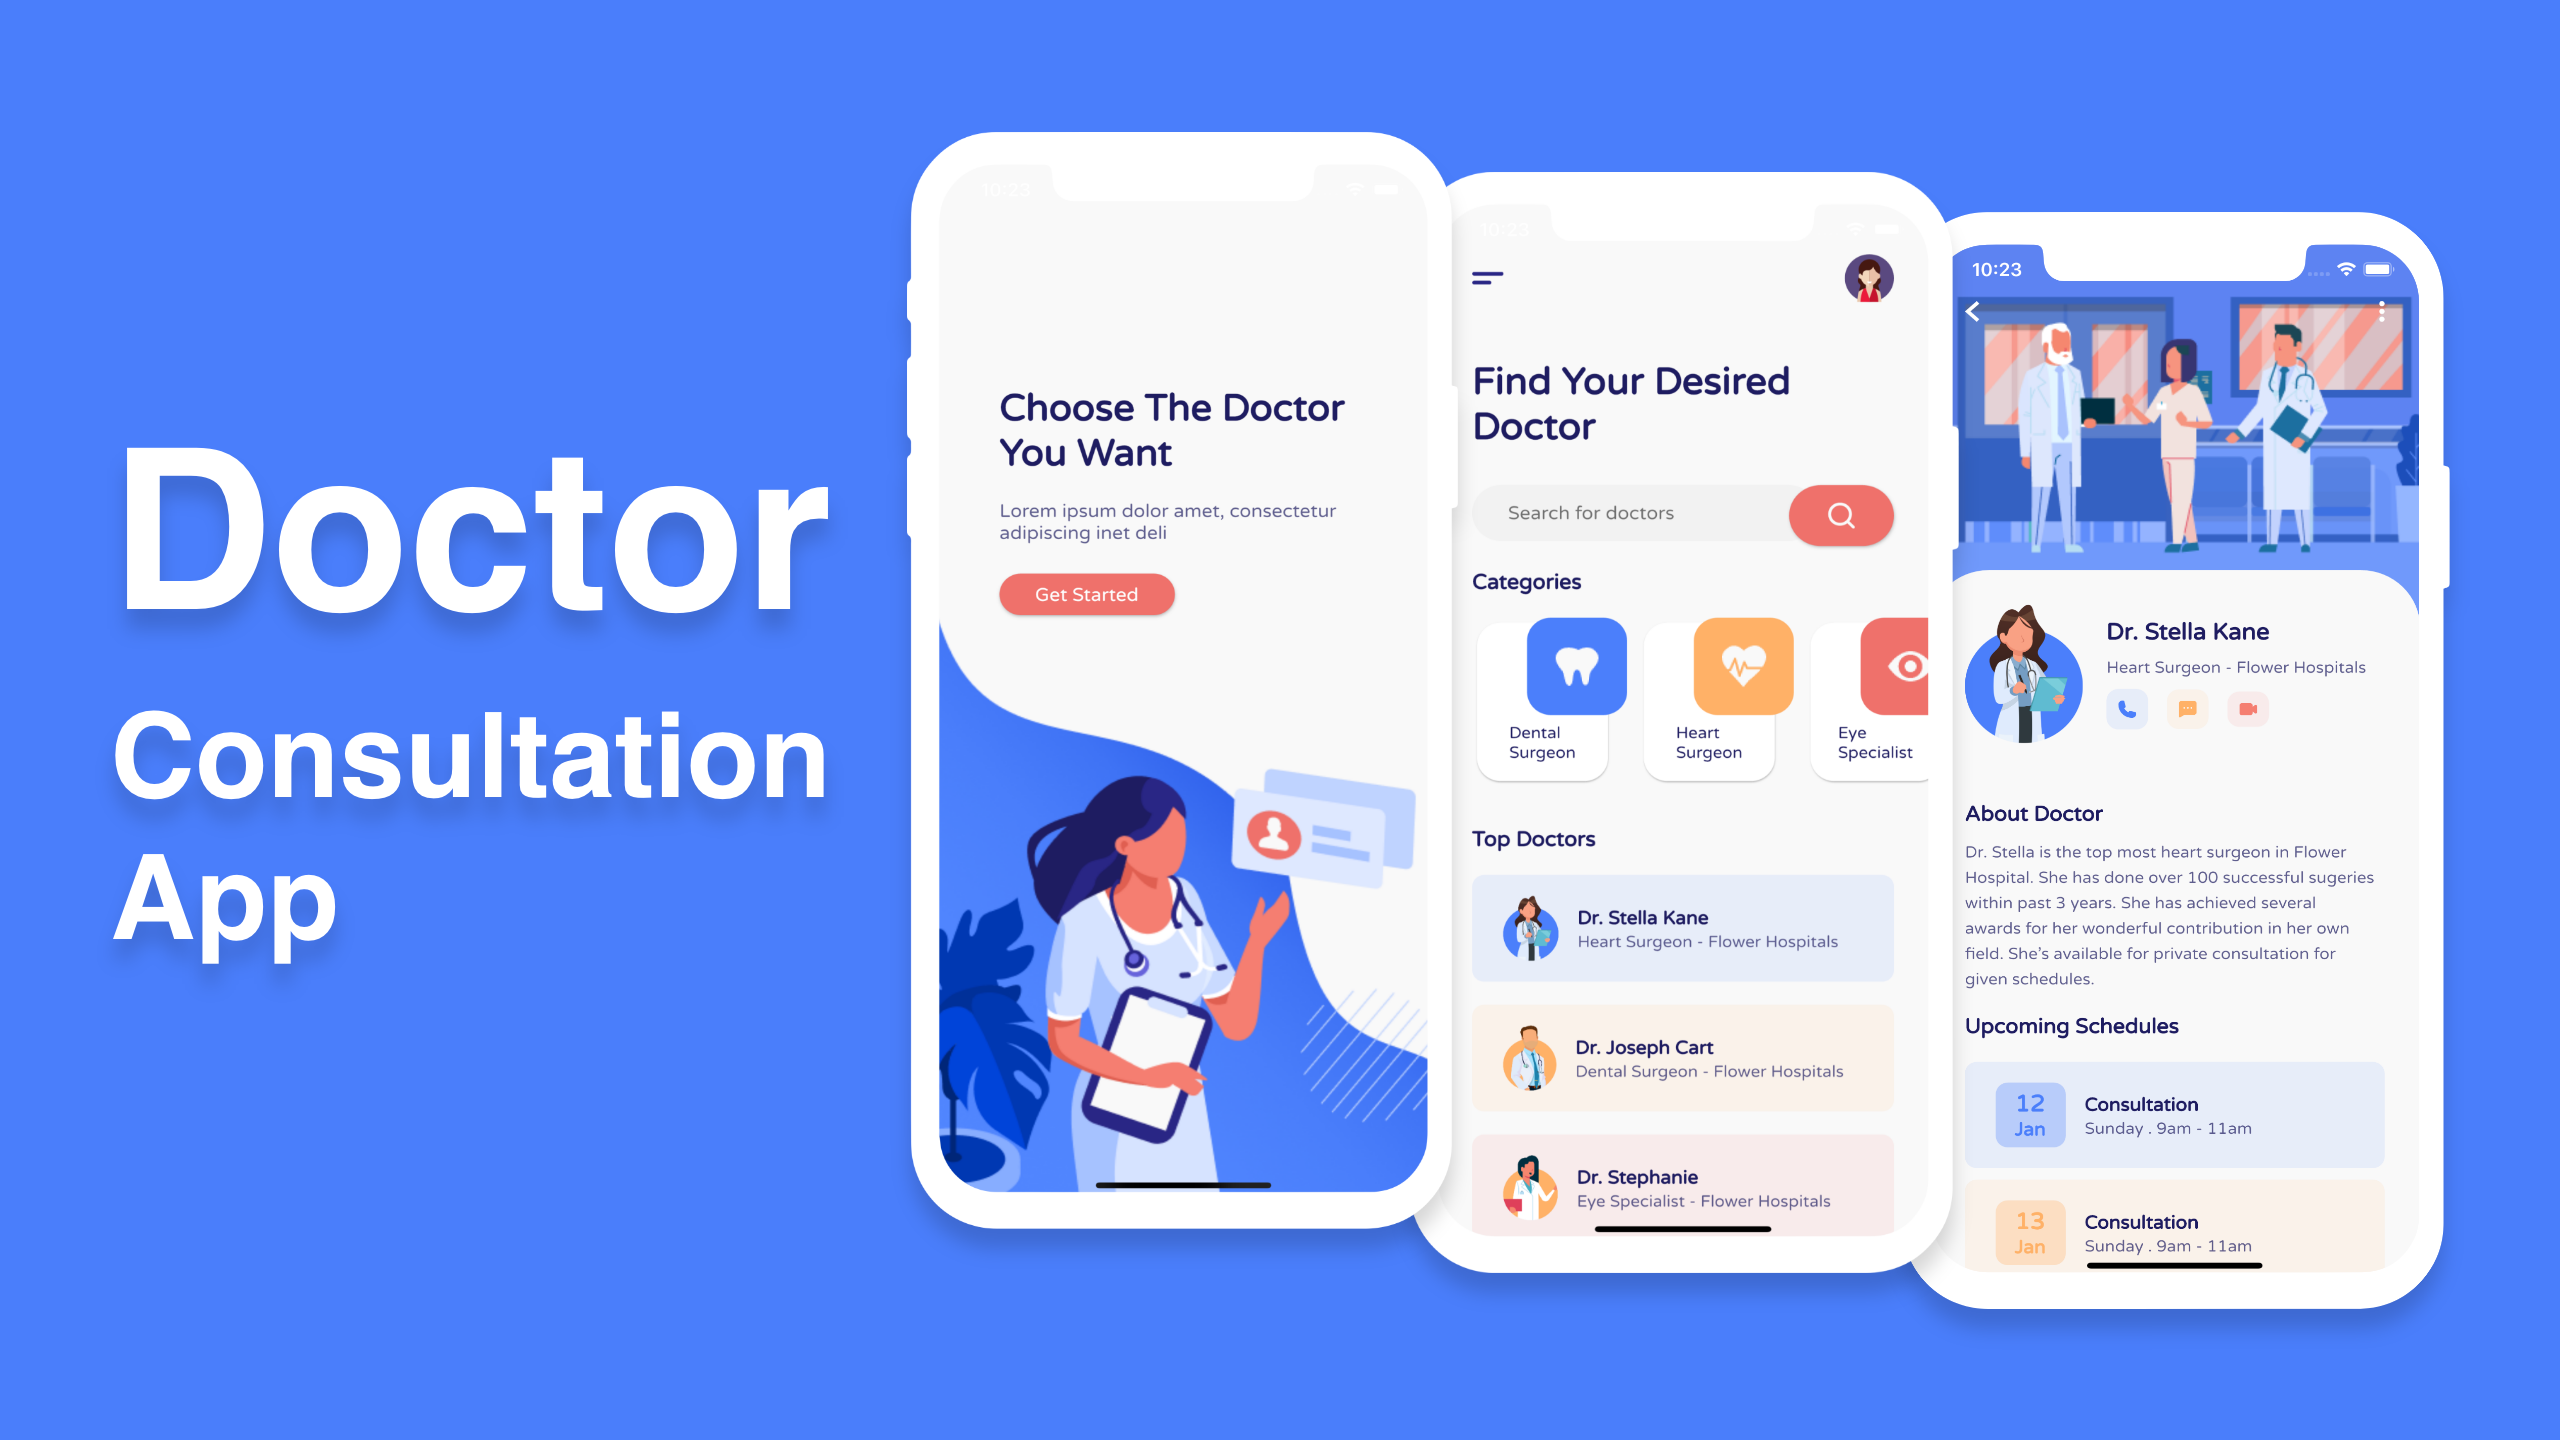 Doctor
Consultation
App
10:23
Choose The Doctor
You Want
Lorem ipsum dolor amet, consectetur
adipiscing inet deli
Get Started
10:23
Find Your Desired
Doctor
Search for doctors
Categories
Dental
Surgeon
Heart
Surgeon
Eye
Specialist
Top Doctors
Dr. Stella Kane
Heart Surgeon - Flower Hospitals
Dr. Joseph Cart
Dental Surgeon - Flower Hospitals
Dr. Stephanie
Eye Specialist - Flower Hospitals
10:23
Dr. Stella Kane
Heart Surgeon - Flower Hospitals
About Doctor
Dr. Stella is the top most heart surgeon in Flower
Hospital. She has done over 100 successful sugeries
within past 3 years. She has achieved several
awards for her wonderful contribution in her own
field. She's available for private consultation for
given schedules.
Upcoming Schedules
12
Jan
Consultation
Sunday . 9am - 11am
13
Jan
Consultation
Sunday . 9am - 11am